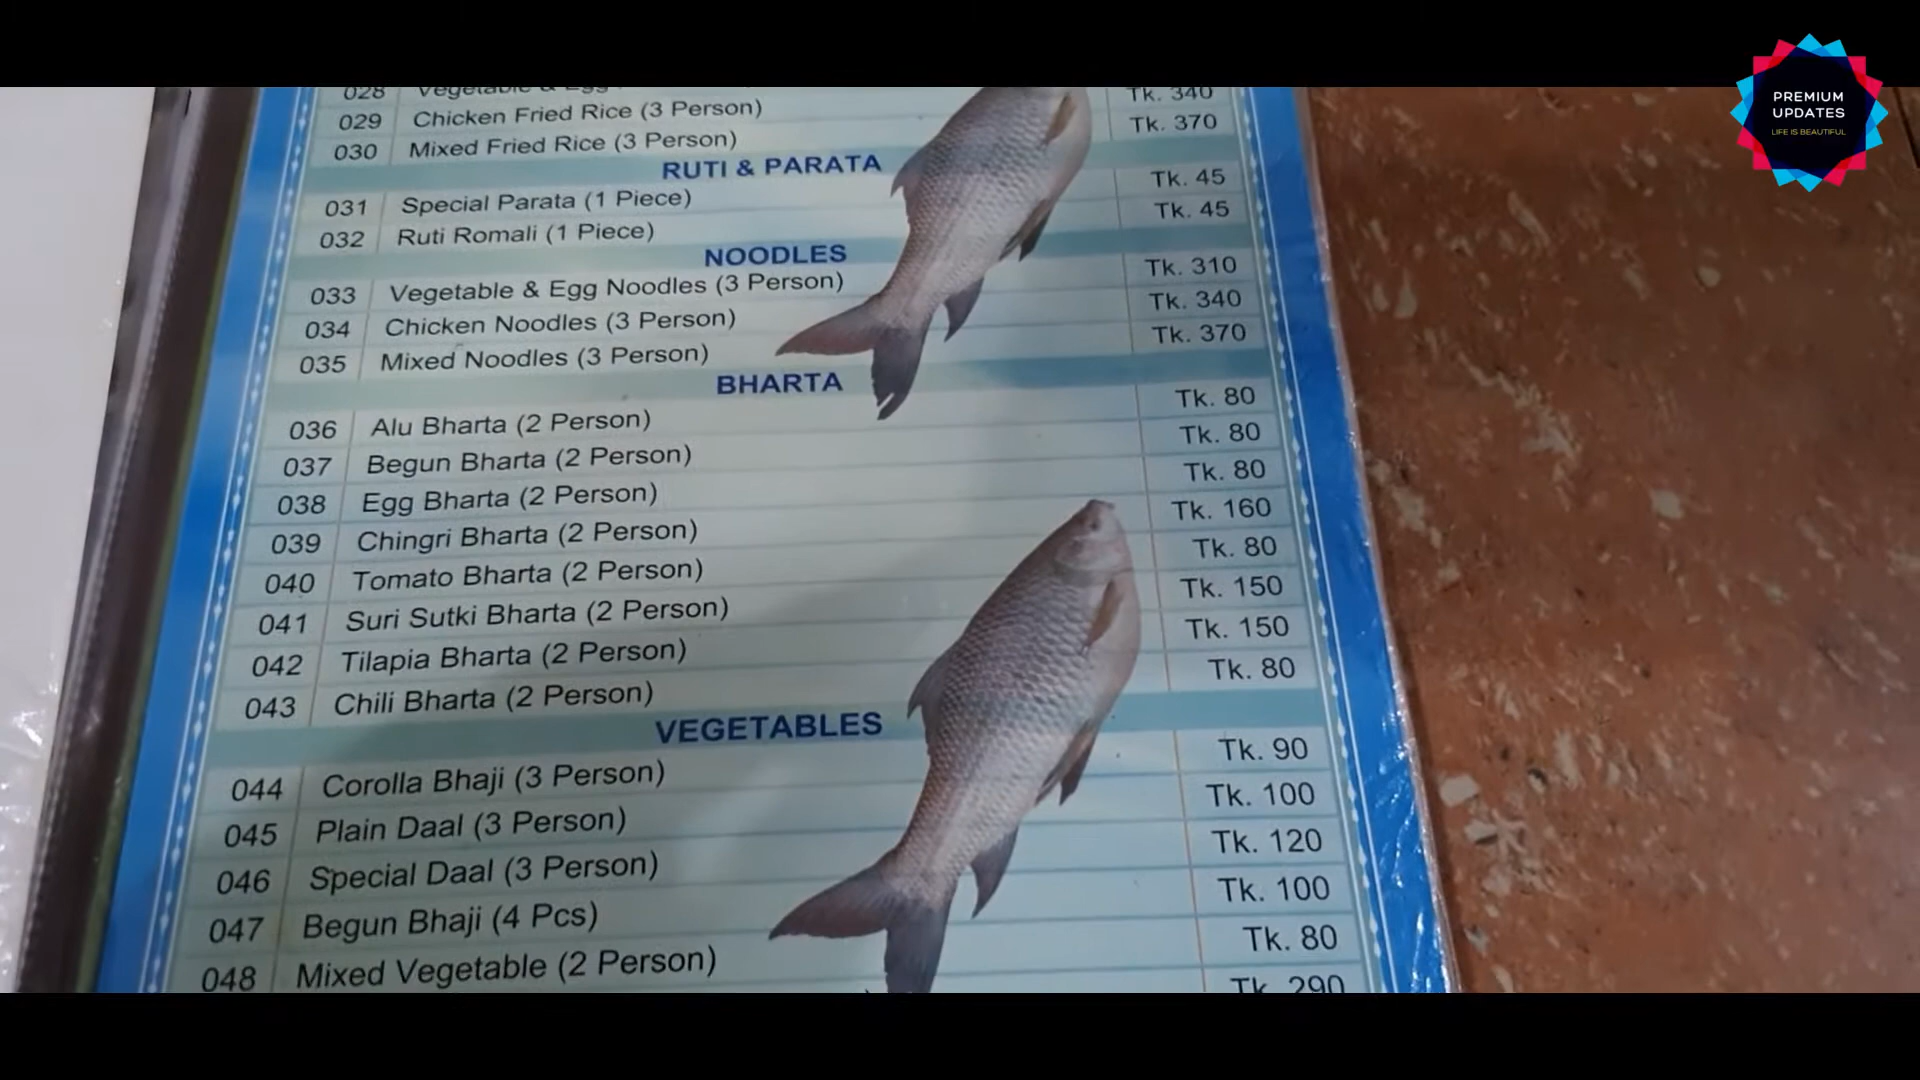 PREMIUM
UPDATES
LIFE IS BEAUTIFUL
028 Vegetable & Egg
029 Chicken Fried Rice (3 Person) Tk. 340
030 Mixed Fried Rice (3 Person) Tk. 370
RUTI & PARATA
031 Special Parata (1 Piece) Tk. 45
032 Ruti Romali (1 Piece) Tk. 45
NOODLES
033 Vegetable & Egg Noodles (3 Person) Tk. 310
034 Chicken Noodles (3 Person) Tk. 340
035 Mixed Noodles (3 Person) Tk. 370
BHARTA
036 Alu Bharta (2 Person) Tk. 80
037 Begun Bharta (2 Person) Tk. 80
038 Egg Bharta (2 Person) Tk. 80
039 Chingri Bharta (2 Person) Tk. 160
040 Tomato Bharta (2 Person) Tk. 80
041 Suri Sutki Bharta (2 Person) Tk. 150
042 Tilapia Bharta (2 Person) Tk. 150
043 Chili Bharta (2 Person) Tk. 80
VEGETABLES
044 Corolla Bhaji (3 Person) Tk. 90
045 Plain Daal (3 Person) Tk. 100
046 Special Daal (3 Person) Tk. 120
047 Begun Bhaji (4 Pcs) Tk. 100
048 Mixed Vegetable (2 Person) Tk. 80
Tk. 290